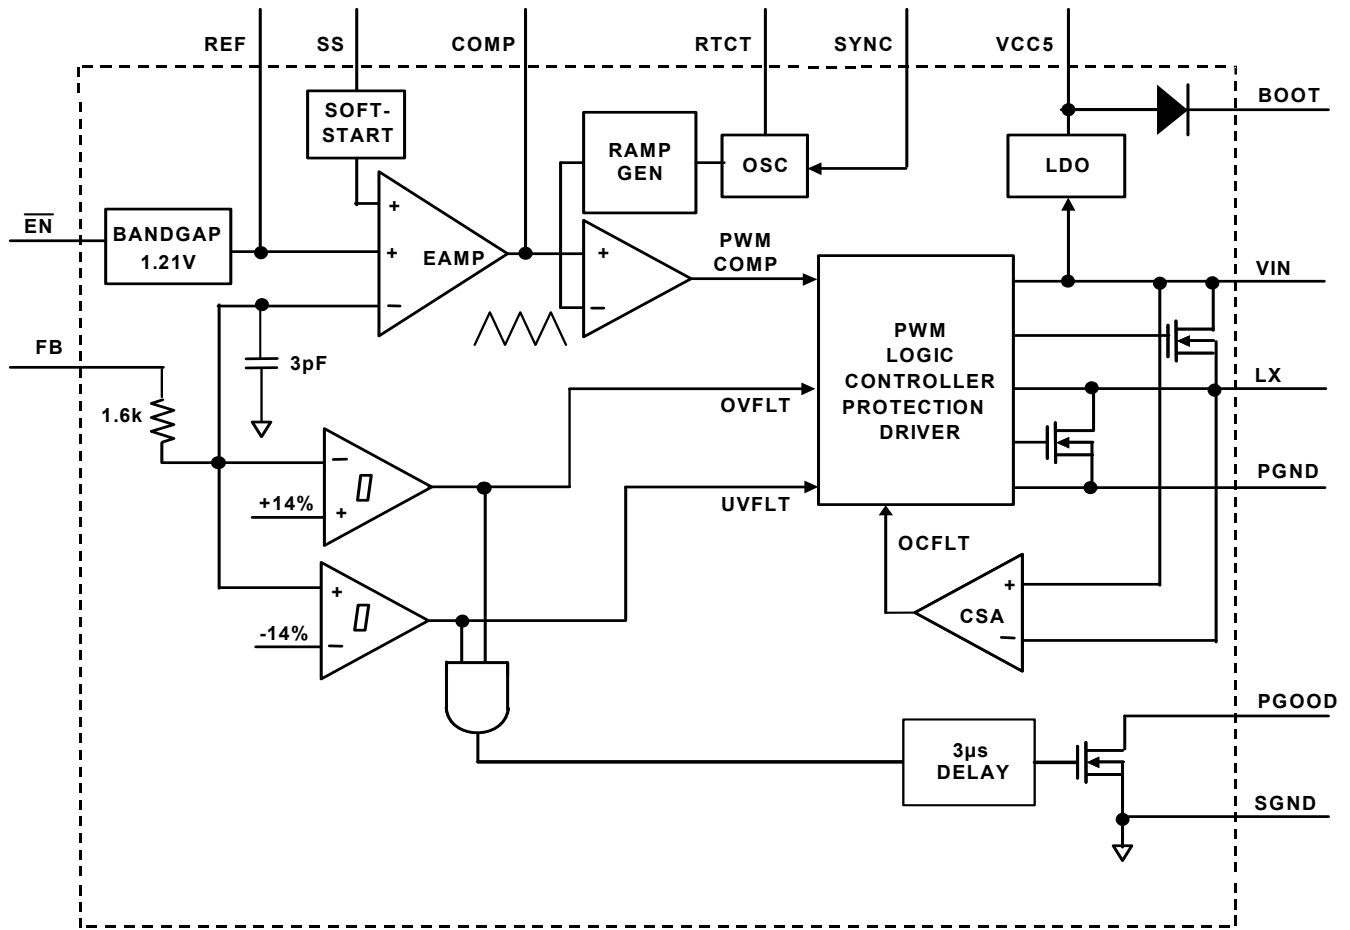 REF
SS
COMP
RTCT
SYNC
VCC5
BOOT
SOFT-
START
RAMP
GEN
OSC
LDO
EN
BANDGAP
1.21V
+
+
−
EAMP
+
−
PWM
COMP
VIN
FB
3pF
1.6k
PWM
LOGIC
CONTROLLER
PROTECTION
DRIVER
LX
OVFLT
−
+14%
+
UVFLT
PGND
OCFLT
+
-14%
−
+
CSA
−
PGOOD
3µs
DELAY
SGND